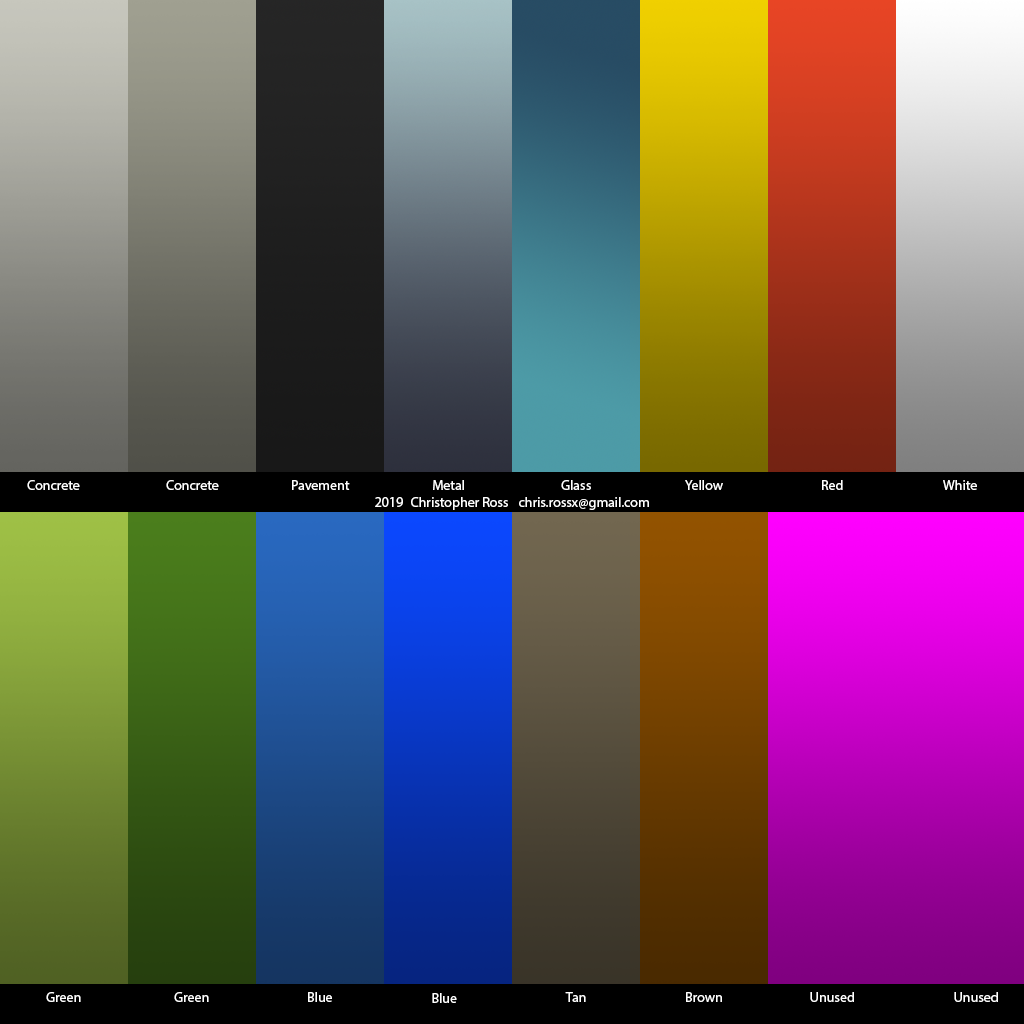 Concrete Concrete Pavement Metal Glass Yellow Red White
2019 Christopher Ross chris.rossx@gmail.com
Green Green Blue Blue Tan Brown Unused Unused